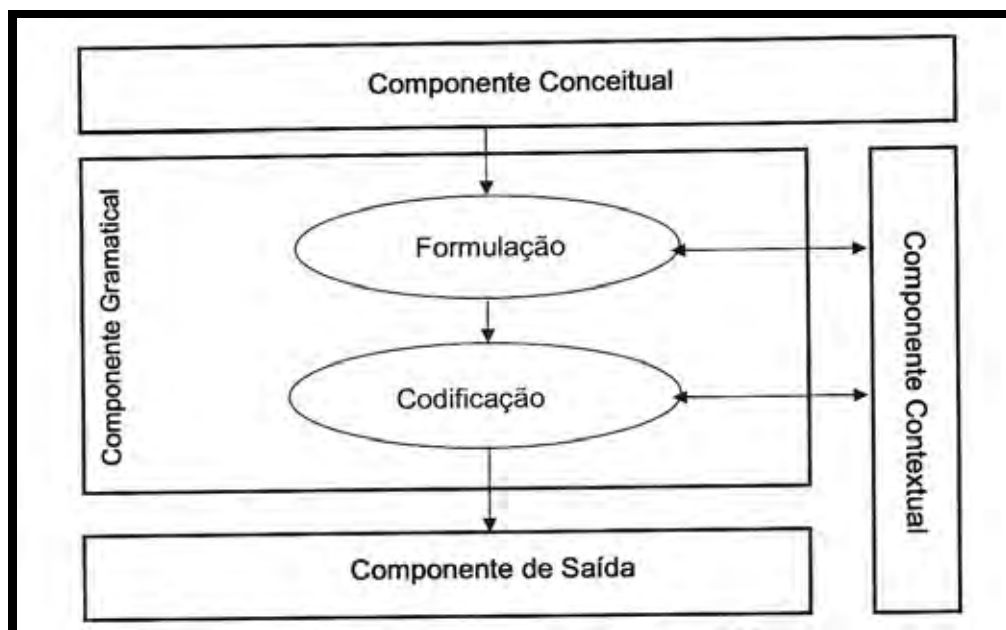 Componente Conceitual
Componente Gramatical
Formulação
Codificação
Componente Contextual
Componente de Saída